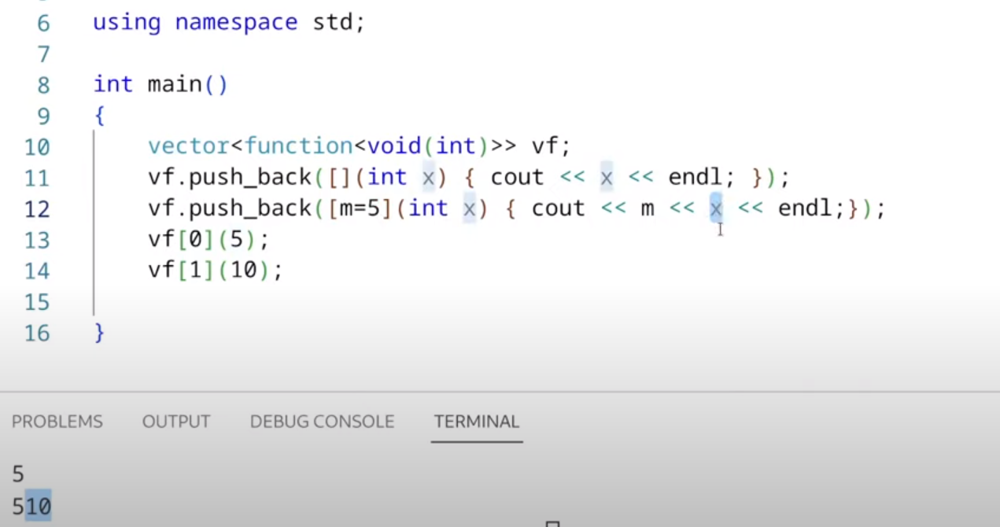 6 using namespace std;
7
8 int main()
9 {
10 vector<function<void(int)>> vf;
11 vf.push_back([](int x) { cout << x << endl; });
12 vf.push_back([m=5](int x) { cout << m << x << endl;});
13 vf[0](5);
14 vf[1](10);
15
16 }
PROBLEMS OUTPUT DEBUG CONSOLE TERMINAL
5
510